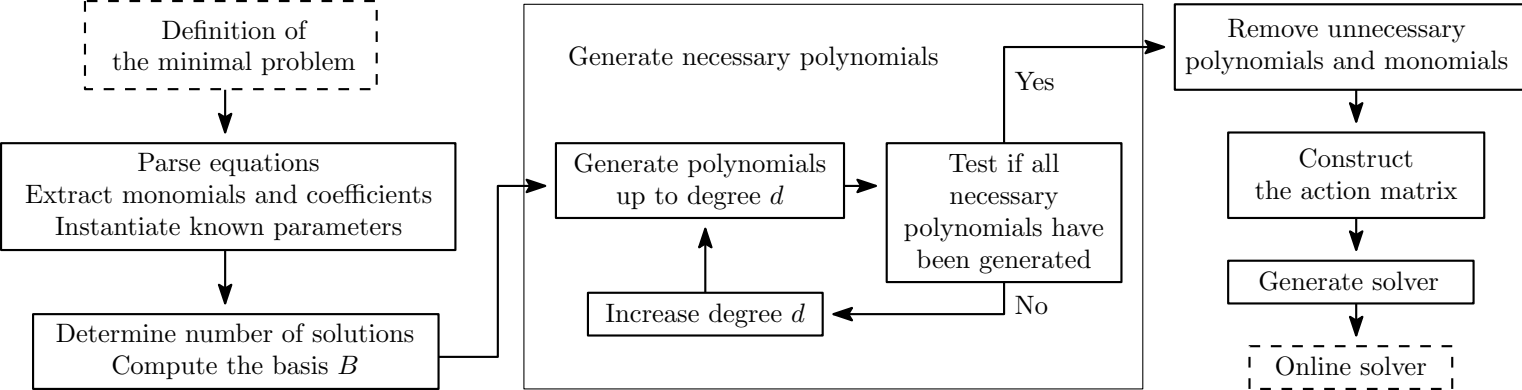 Definition of
the minimal problem
Parse equations
Extract monomials and coefficients
Instantiate known parameters
Determine number of solutions
Compute the basis B
Generate necessary polynomials
Generate polynomials
up to degree d
Test if all
necessary
polynomials have
been generated
Yes
No
Increase degree d
Remove unnecessary
polynomials and monomials
Construct
the action matrix
Generate solver
Online solver